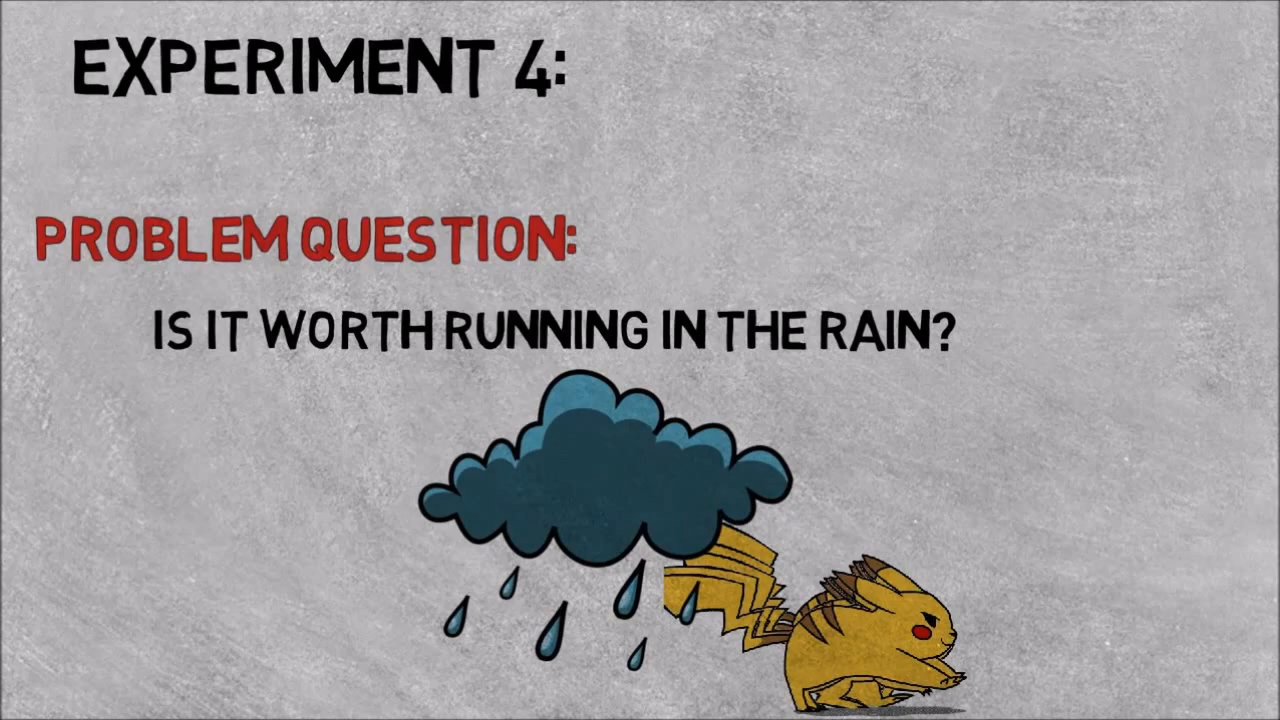 EXPERIMENT 4:
PROBLEM QUESTION:
IS IT WORTH RUNNING IN THE RAIN?